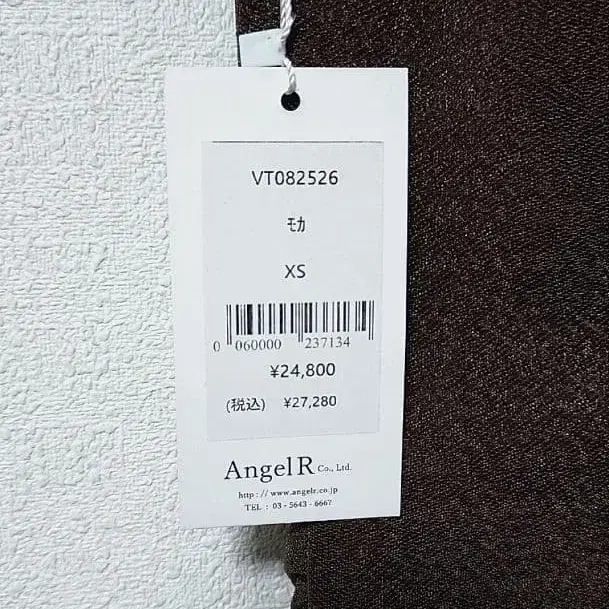 VT082526
ﾓｶ
XS
0 060000 237134
¥24,800
(税込) ¥27,280
Angel R Co., Ltd.
http : // www.angelr.co.jp
TEL : 03 - 5643 - 6667